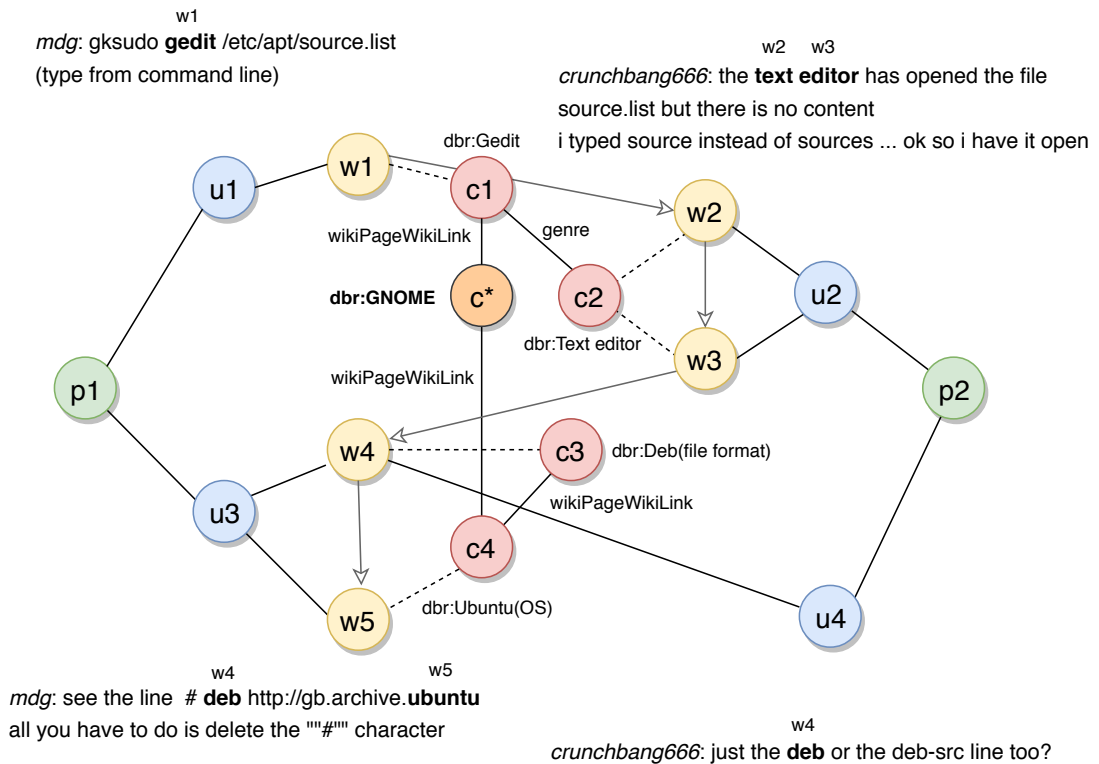 w1
mdg: gksudo gedit /etc/apt/source.list
(type from command line)
w2 w3
crunchbang666: the text editor has opened the file
source.list but there is no content
i typed source instead of sources ... ok so i have it open
dbr:Gedit
w1
u1
c1
w2
wikiPageWikiLink
genre
dbr:GNOME
c*
c2
u2
dbr:Text editor
w3
wikiPageWikiLink
p1
p2
w4
c3
dbr:Deb(file format)
wikiPageWikiLink
u3
c4
dbr:Ubuntu(OS)
w5
u4
w4 w5
mdg: see the line # deb http://gb.archive.ubuntu
all you have to do is delete the ""#"" character
w4
crunchbang666: just the deb or the deb-src line too?